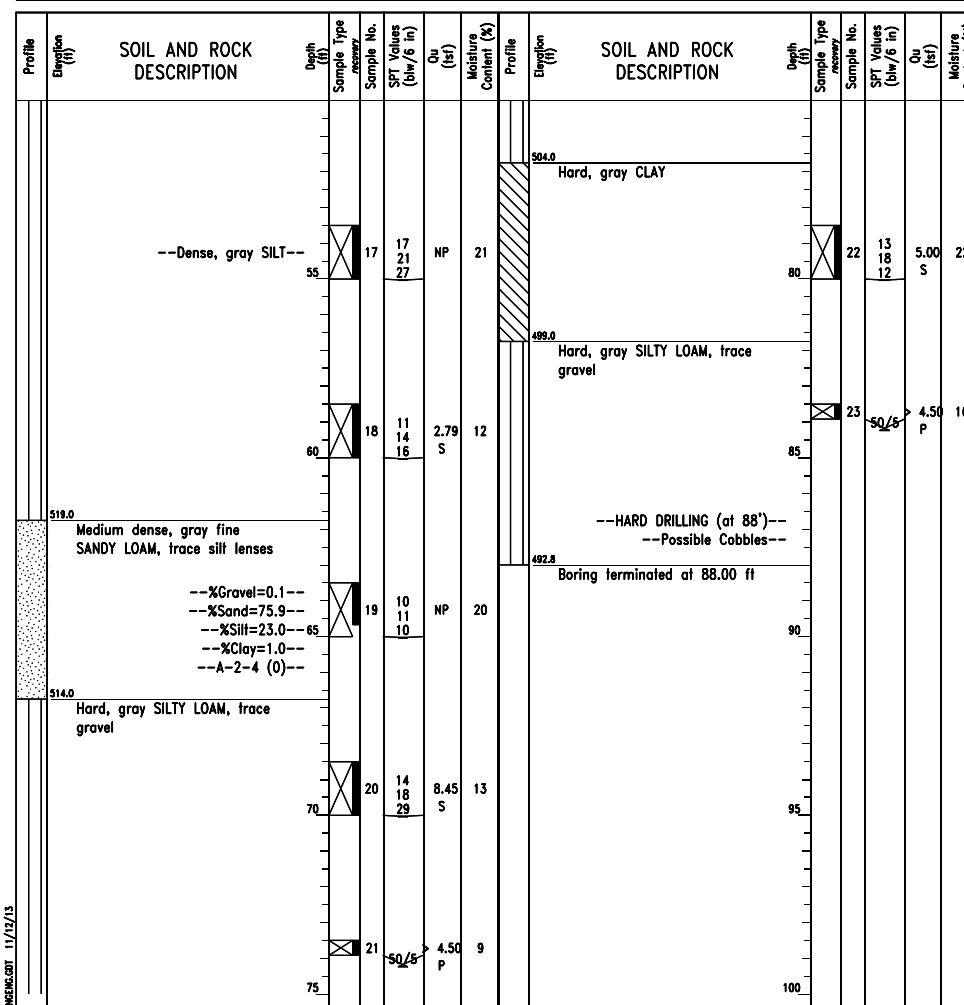 Profile
Elevation (ft)
SOIL AND ROCK
DESCRIPTION
Depth (ft)
Sample Type
recovery
Sample No.
SPT Values (blw/6 in)
Qu (tsf)
Moisture Content (%)
--Dense, gray SILT--
55
17
17
21
27
NP
21
60
18
11
14
16
2.79
S
12
519.0
Medium dense, gray fine
SANDY LOAM, trace silt lenses
--%Gravel=0.1--
--%Sand=75.9--
--%Silt=23.0--
65
--%Clay=1.0--
--A-2-4 (0)--
19
10
11
10
NP
20
514.0
Hard, gray SILTY LOAM, trace
gravel
70
20
14
18
29
8.45
S
13
21
50/5
> 4.50
P
9
75
NGENG.GDT 11/12/13
Profile
Elevation (ft)
SOIL AND ROCK
DESCRIPTION
Depth (ft)
Sample Type
recovery
Sample No.
SPT Values (blw/6 in)
Qu (tsf)
Moisture
504.0
Hard, gray CLAY
80
22
13
18
12
5.00
S
499.0
Hard, gray SILTY LOAM, trace
gravel
23
50/5
> 4.50
P
85
--HARD DRILLING (at 88')--
--Possible Cobbles--
492.8
Boring terminated at 88.00 ft
90
95
100